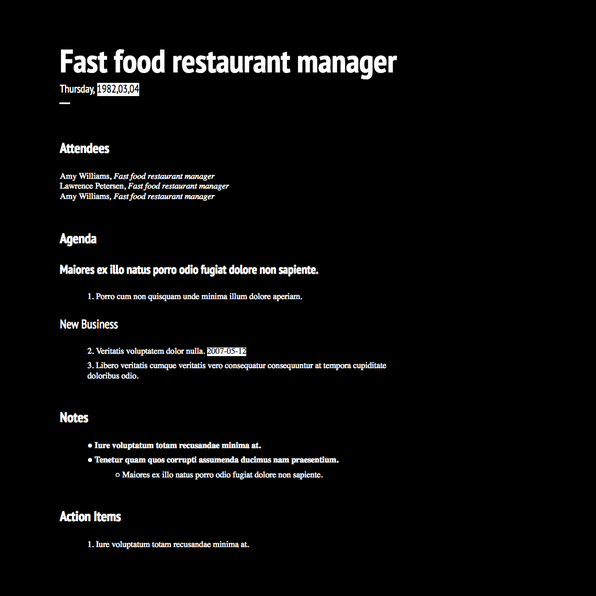 Fast food restaurant manager
Thursday, 1982,03,04
Attendees
Amy Williams, Fast food restaurant manager
Lawrence Petersen, Fast food restaurant manager
Amy Williams, Fast food restaurant manager
Agenda
Maiores ex illo natus porro odio fugiat dolore non sapiente.
1. Porro cum non quisquam unde minima illum dolore aperiam.
New Business
2. Veritatis voluptatem dolor nulla. 2007-05-12
3. Libero veritatis cumque veritatis vero consequatur consequuntur at tempora cupiditate
doloribus odio.
Notes
● Iure voluptatum totam recusandae minima at.
● Tenetur quam quos corrupti assumenda ducimus nam praesentium.
○ Maiores ex illo natus porro odio fugiat dolore non sapiente.
Action Items
1. Iure voluptatum totam recusandae minima at.